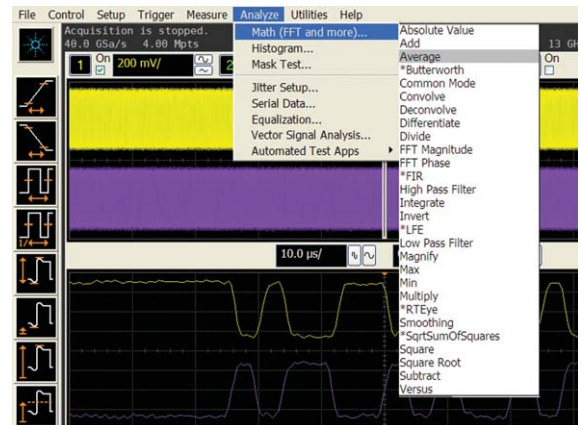 File Control Setup Trigger Measure Analyze Utilities Help
Acquisition is stopped.
40.0 GSa/s 4.00 Mpts
13 GH
1 On 200 mv/ 2
On
Math (FFT and more)...
Histogram...
Mask Test...
Jitter Setup...
Serial Data...
Equalization...
Vector Signal Analysis...
Automated Test Apps
Absolute Value
Add
Average
*Butterworth
Common Mode
Convolve
Deconvolve
Differentiate
Divide
FFT Magnitude
FFT Phase
*FIR
High Pass Filter
Integrate
Invert
*LFE
Low Pass Filter
Magnify
Max
Min
Multiply
*RTEye
Smoothing
*SqrtSumOfSquares
Square
Square Root
Subtract
Versus
1/
10.0 µs/